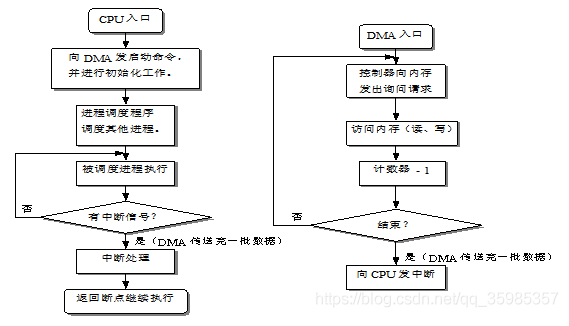 CPU 入口
向 DMA 发启动命令，
并进行初始化工作。
进程调度程序
调度其他进程。
被调度进程执行
否
有中断信号？
是（DMA 传送完一批数据）
中断处理
返回断点继续执行
DMA 入口
控制器向内存
发出询问请求
访问内存（读、写）
计数器 - 1
否
结束？
是（DMA 传送完一批数据）
向 CPU 发中断
https://blog.csdn.net/qq_35985357